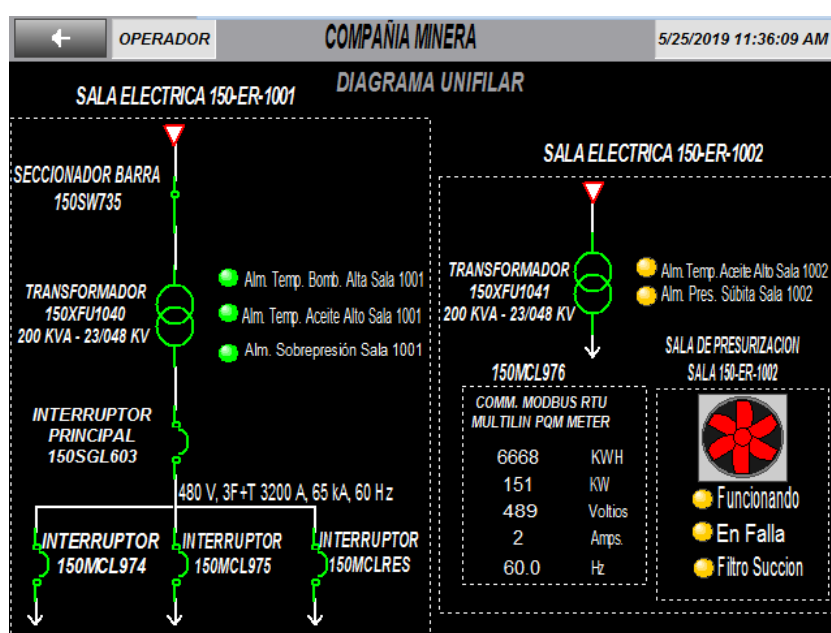 OPERADOR
COMPAÑIA MINERA
5/25/2019 11:36:09 AM
DIAGRAMA UNIFILAR
SALA ELECTRICA 150-ER-1001
SECCIONADOR BARRA
150SW735
TRANSFORMADOR
150XFU1040
200 KVA - 23/048 KV
Alm. Temp. Bomb. Alta Sala 1001
Alm. Temp. Aceite Alto Sala 1001
Alm. Sobrepresión Sala 1001
INTERRUPTOR
PRINCIPAL
150SGL603
480 V, 3F+T 3200 A, 65 kA, 60 Hz
INTERRUPTOR
150MCL974
INTERRUPTOR
150MCL975
INTERRUPTOR
150MCLRES
SALA ELECTRICA 150-ER-1002
TRANSFORMADOR
150XFU1041
200 KVA - 23/048 KV
Alm. Temp. Aceite Alto Sala 1002
Alm. Pres. Súbita Sala 1002
150MCL976
COMM. MODBUS RTU
MULTILIN PQM METER
6668 KWH
151 KW
489 Voltios
2 Amps.
60.0 Hz
SALA DE PRESURIZACION
SALA 150-ER-1002
Funcionando
En Falla
Filtro Succion